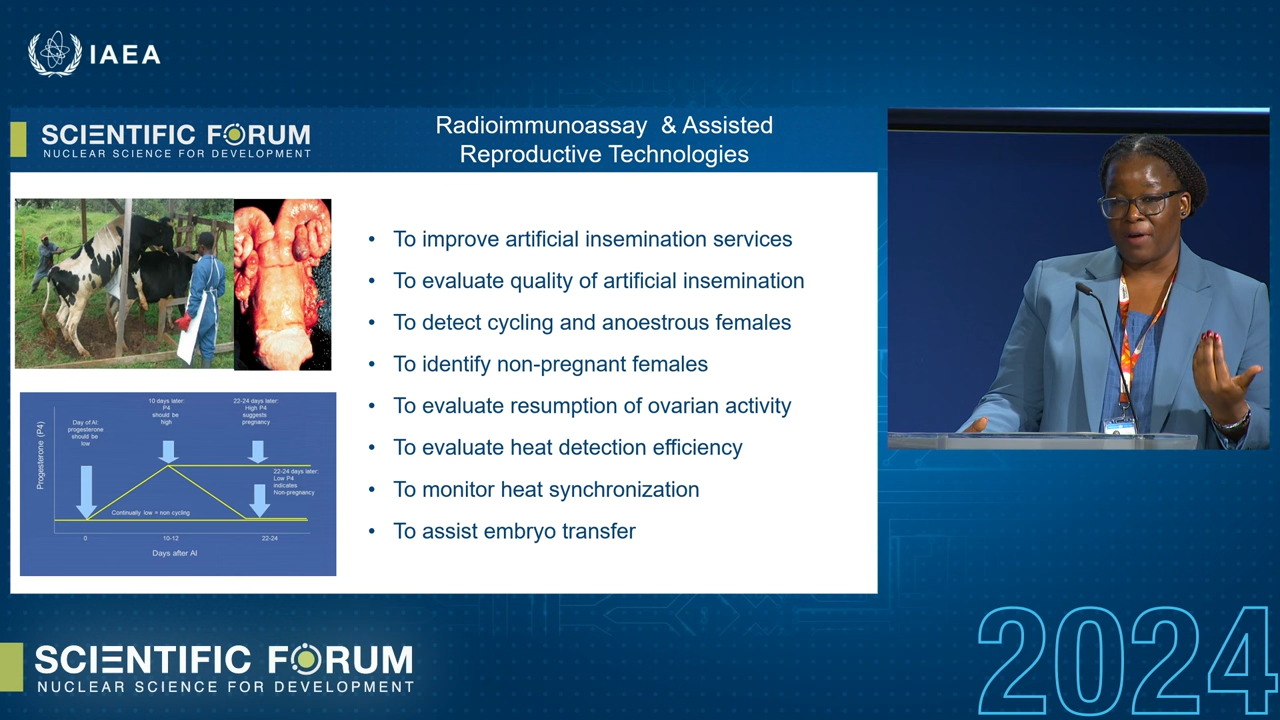 IAEA
SCIENTIFIC FORUM
NUCLEAR SCIENCE FOR DEVELOPMENT
Radioimmunoassay & Assisted
Reproductive Technologies
• To improve artificial insemination services
• To evaluate quality of artificial insemination
• To detect cycling and anoestrous females
• To identify non-pregnant females
• To evaluate resumption of ovarian activity
• To evaluate heat detection efficiency
• To monitor heat synchronization
• To assist embryo transfer
Progesterone (P4)
Day of AI:
progesterone
should be
low
10 days later:
P4
should be
high
22-24 days later:
High P4
suggests
pregnancy
22-24 days later:
Low P4
indicates
Non-pregnancy
Continually low = non cycling
0
10-12
22-24
Days after AI
SCIENTIFIC FORUM
NUCLEAR SCIENCE FOR DEVELOPMENT
2024